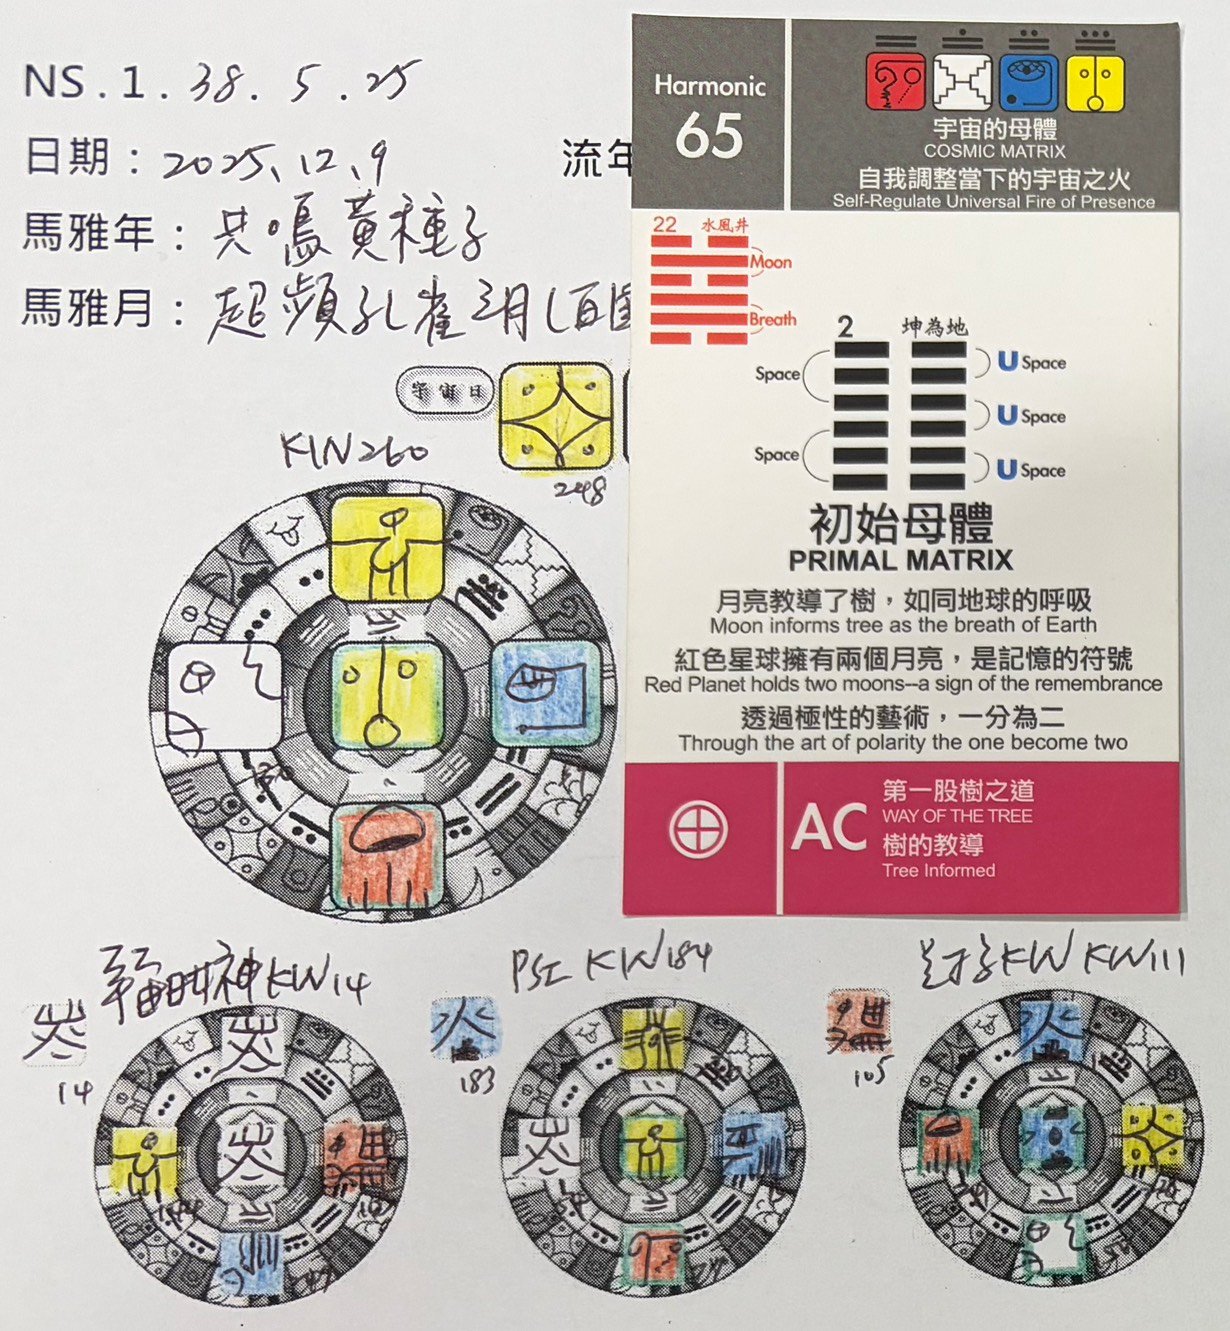 NS.1.38.5.25
日期：2025、12、9
流年
馬雅年：共鳴黃種子
馬雅月：超頻孔雀3月(百
宇宙日
KIN260
248
Harmonic
65
宇宙的母體
COSMIC MATRIX
自我調整當下的宇宙之火
Self-Regulate Universal Fire of Presence
22 水風井
Moon
Breath
2 坤為地
Space
U Space
U Space
Space
U Space
初始母體
PRIMAL MATRIX
月亮教導了樹，如同地球的呼吸
Moon informs tree as the breath of Earth
紅色星球擁有兩個月亮，是記憶的符號
Red Planet holds two moons--a sign of the remembrance
透過極性的藝術，一分為二
Through the art of polarity the one become two
AC
第一股樹之道
WAY OF THE TREE
樹的教導
Tree Informed
KIN14
14
PSI KIN184
183
KIN KIN111
105